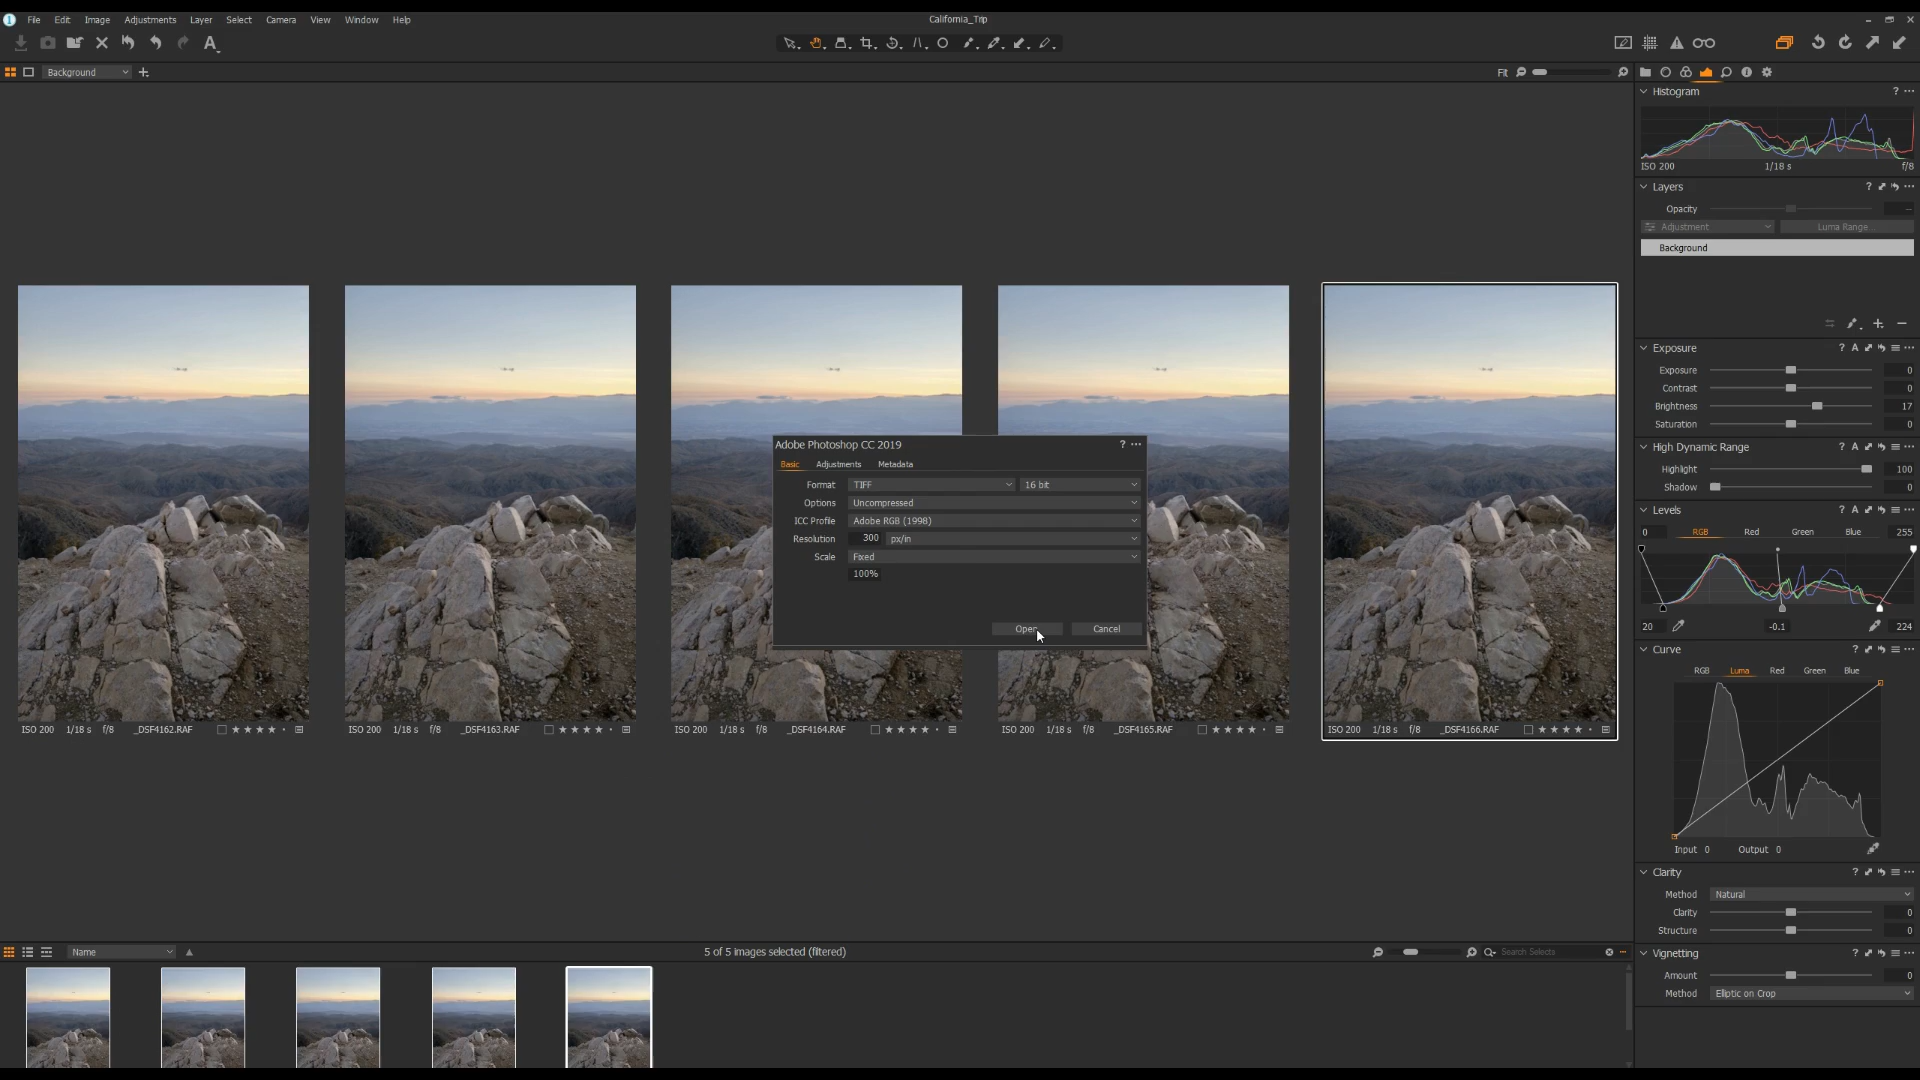 File Edit Image Adjustments Layer Select Camera View Window Help
California_Trip
Background
Fit
Histogram
ISO 200 1/18 s f/8
Layers
Opacity
Adjustment Luma Range...
Background
Exposure
Exposure 0
Contrast 0
Brightness 17
Saturation 0
High Dynamic Range
Highlight 100
Shadow 0
Levels
0 RGB Red Green Blue 255
20 -0.1 224
Curve
RGB Luma Red Green Blue
Input 0 Output 0
Clarity
Method Natural
Clarity 0
Structure 0
Vignetting
Amount 0
Method Elliptic on Crop
Adobe Photoshop CC 2019
Basic Adjustments Metadata
Format TIFF 16 bit
Options Uncompressed
ICC Profile Adobe RGB (1998)
Resolution 300 px/in
Scale Fixed
100%
Open Cancel
ISO 200 1/18 s f/8 _DSF4162.RAF
ISO 200 1/18 s f/8 _DSF4163.RAF
ISO 200 1/18 s f/8 _DSF4164.RAF
ISO 200 1/18 s f/8 _DSF4165.RAF
ISO 200 1/18 s f/8 _DSF4166.RAF
Name
5 of 5 images selected (filtered)
Search Selects